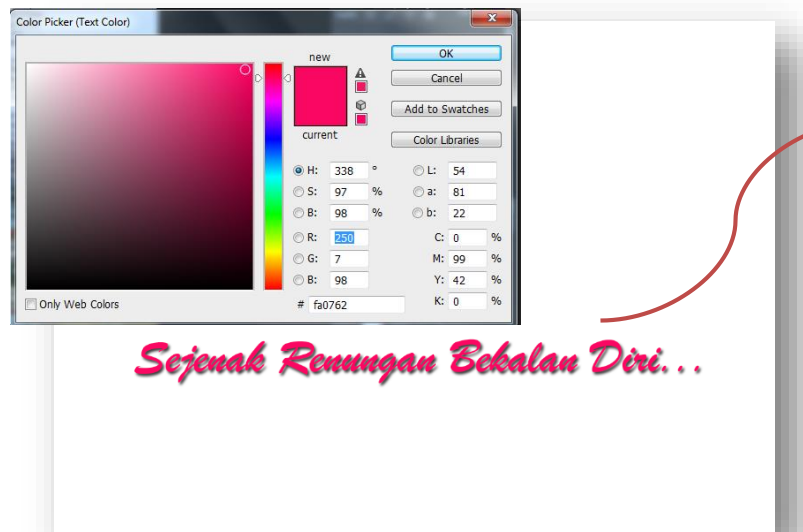 Color Picker (Text Color)
new
current
OK
Cancel
Add to Swatches
Color Libraries
H: 338 °
S: 97 %
B: 98 %
R: 250
G: 7
B: 98
L: 54
a: 81
b: 22
C: 0 %
M: 99 %
Y: 42 %
K: 0 %
Only Web Colors
# fa0762
Sejenak Renungan Bekalan Diri...